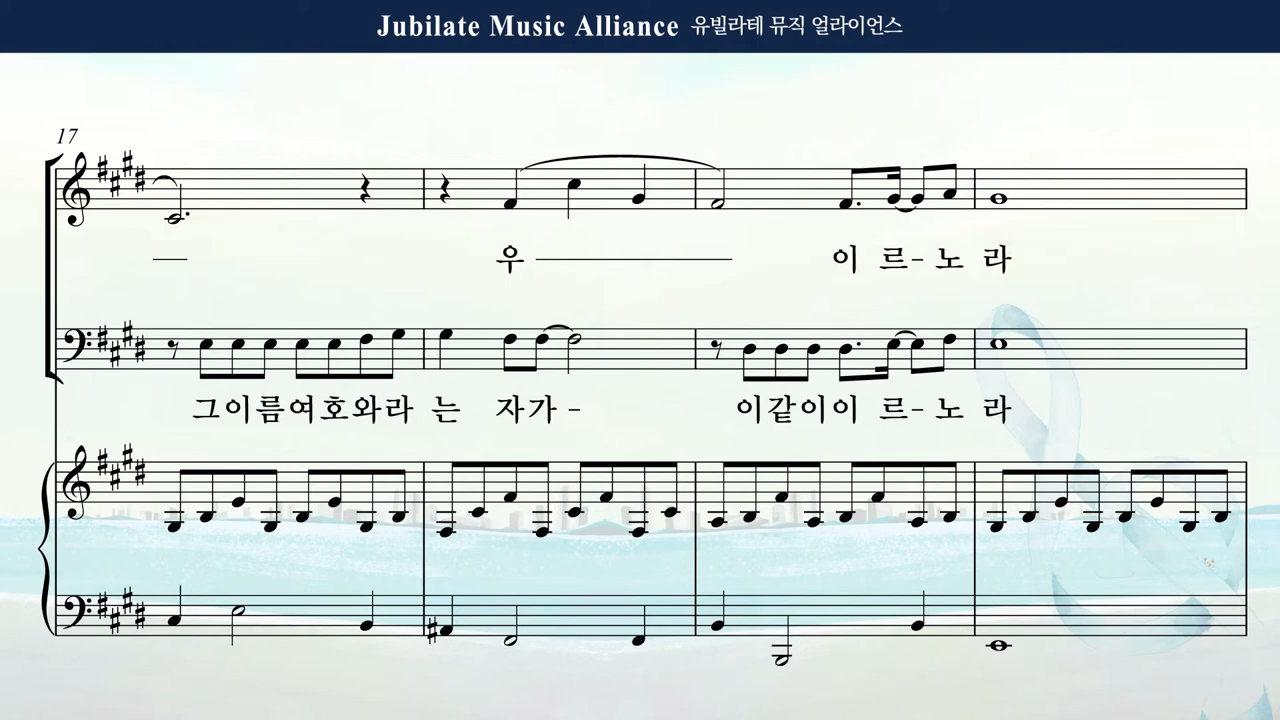 Jubilate Music Alliance 유빌라테 뮤직 얼라이언스
17
우 이 르- 노 라
그이름여호와라 는 자가- 이같이이 르- 노 라